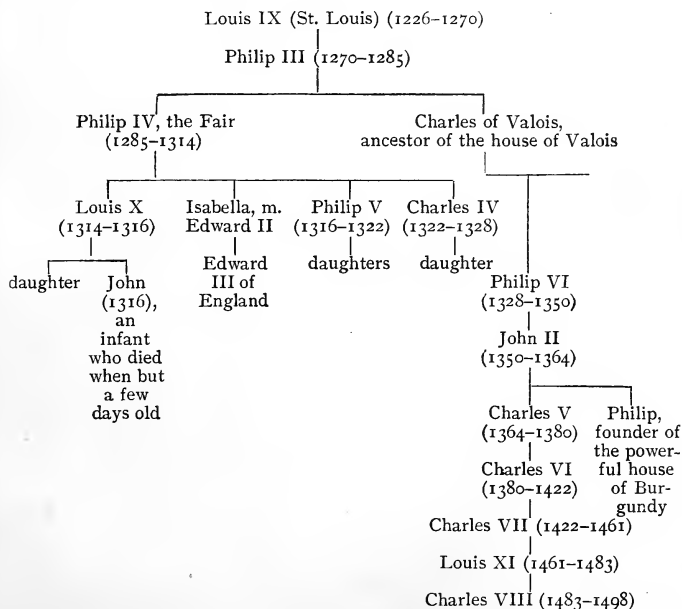 Louis IX (St. Louis) (1226–1270)
Philip III (1270–1285)
Philip IV, the Fair
(1285–1314)
Charles of Valois,
ancestor of the house of Valois
Louis X
(1314–1316)
Isabella, m.
Edward II
Philip V
(1316–1322)
Charles IV
(1322–1328)
daughter
John
(1316),
an
infant
who died
when but
a few
days old
Edward
III of
England
daughters
daughter
Philip VI
(1328–1350)
John II
(1350–1364)
Charles V
(1364–1380)
Philip,
founder of
the power-
ful house
of Bur-
gundy
Charles VI
(1380–1422)
Charles VII (1422–1461)
Louis XI (1461–1483)
Charles VIII (1483–1498)